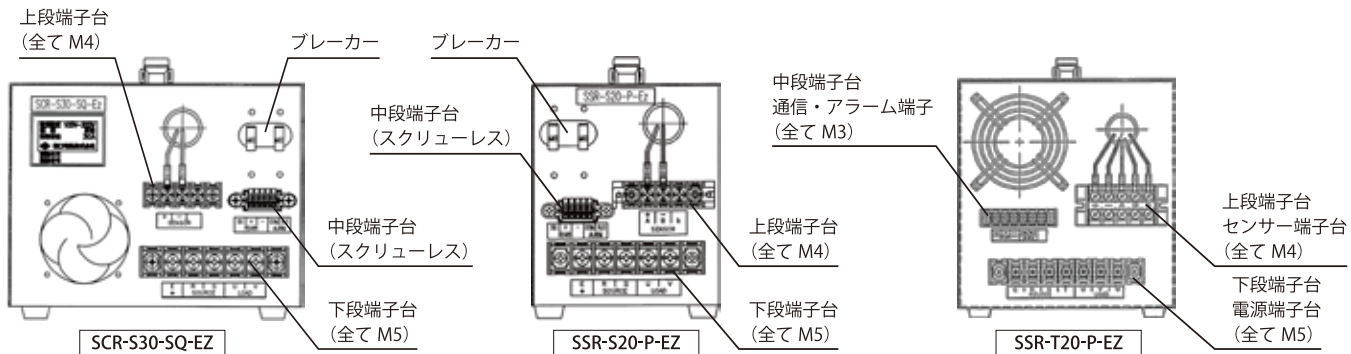 上段端子台
(全て M4)
ブレーカー
SCR-S30-SQ-Ez
中段端子台
(スクリューレス)
下段端子台
(全て M5)
SCR-S30-SQ-EZ
ブレーカー
中段端子台
(スクリューレス)
SSR-S20-P-Ez
上段端子台
(全て M4)
下段端子台
(全て M5)
SOURCE
LOAD
SENSOR
SSR-S20-P-EZ
中段端子台
通信・アラーム端子
(全て M3)
上段端子台
センサー端子台
(全て M4)
下段端子台
電源端子台
(全て M5)
SSR-T20-P-EZ